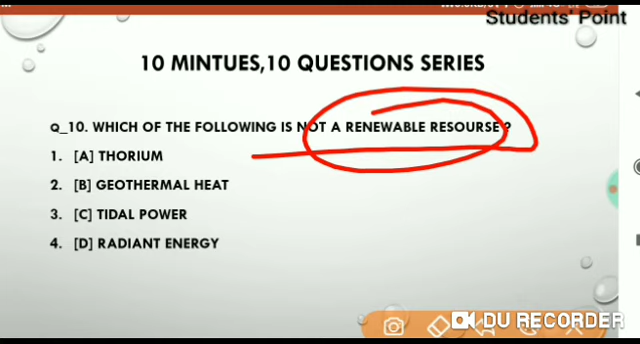 Students' Point
10 MINTUES,10 QUESTIONS SERIES
Q_10. WHICH OF THE FOLLOWING IS NOT A RENEWABLE RESOURSE ?
1. [A] THORIUM
2. [B] GEOTHERMAL HEAT
3. [C] TIDAL POWER
4. [D] RADIANT ENERGY
DU RECORDER